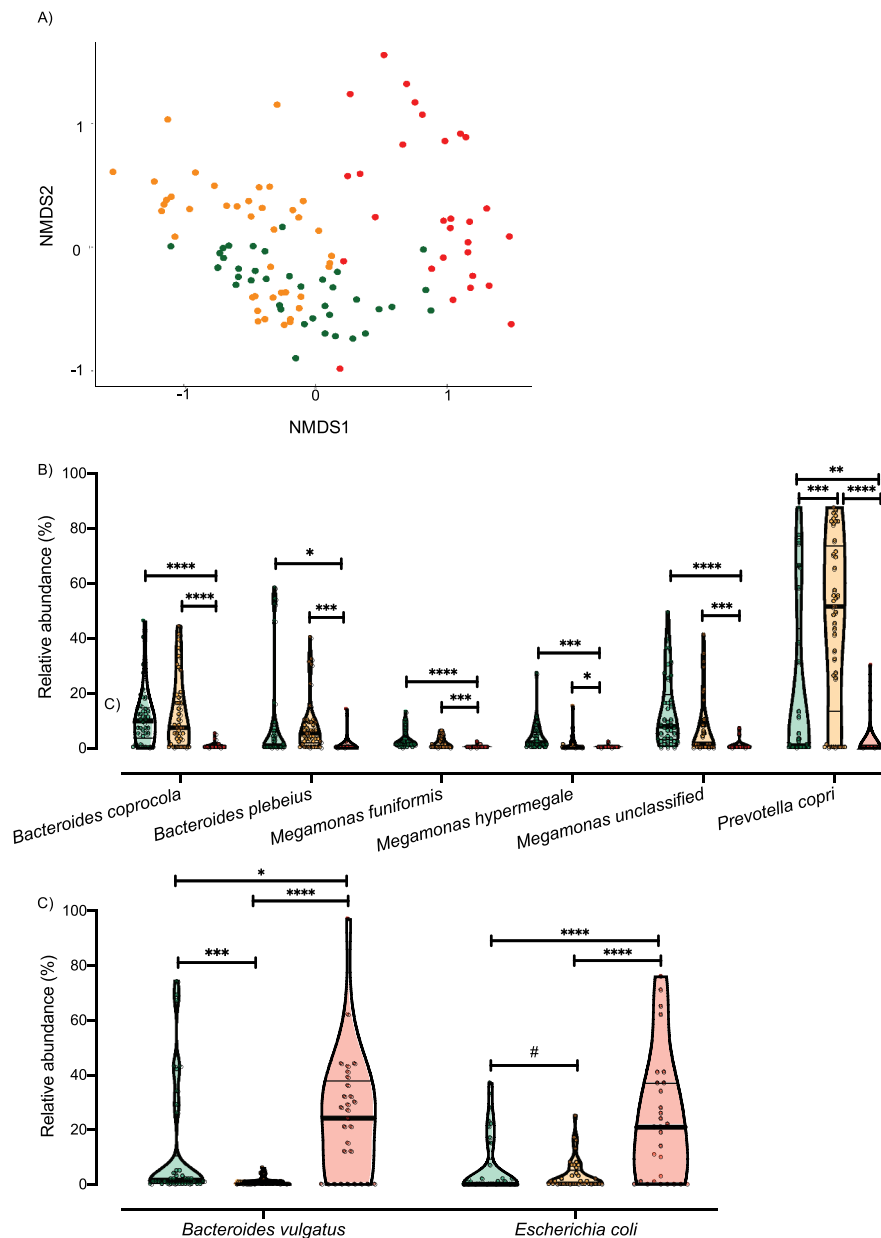 A)
NMDS2
1
0
-1
-1
0
1
NMDS1
B)
Relative abundance (%)
100
80
60
40
20
0
C)
****
****
*
***
****
***
***
*
****
***
**
***
****
Bacteroides coprocola
Bacteroides plebeius
Megamonas funiformis
Megamonas hypermegale
Megamonas unclassified
Prevotella copri
C)
Relative abundance (%)
100
80
60
40
20
0
*
****
***
****
****
#
Bacteroides vulgatus
Escherichia coli